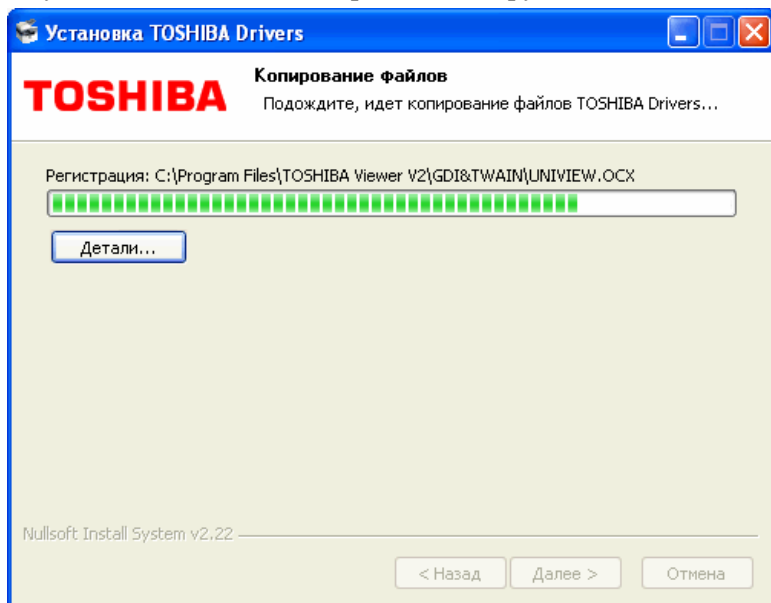 Установка TOSHIBA Drivers
TOSHIBA
Копирование файлов
Подождите, идет копирование файлов TOSHIBA Drivers...
Регистрация: C:\Program Files\TOSHIBA Viewer V2\GDI&TWAIN\UNIVIEW.OCX
Детали...
Nullsoft Install System v2.22
< Назад
Далее >
Отмена